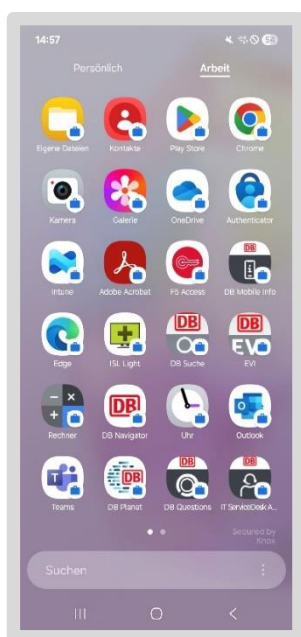 14:57
54
Persönlich Arbeit
Eigene Dateien Kontakte Play Store Chrome
Kamera Galerie OneDrive Authenticator
DB
Intune Adobe Acrobat F5 Access DB Mobile Info
DB DB
EV
Edge ISL Light DB Suche EVI
DB
Rechner DB Navigator Uhr Outlook
DB DB DB
Teams DB Planet DB Questions IT ServiceDesk A...
Secured by
Knox
Suchen